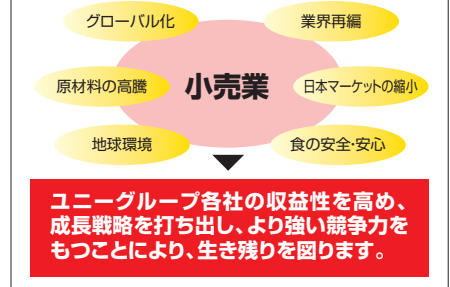 グローバル化
業界再編
原材料の高騰
小売業
日本マーケットの縮小
地球環境
食の安全・安心
ユニーグループ各社の収益性を高め、
成長戦略を打ち出し、より強い競争力を
もつことにより、生き残りを図ります。